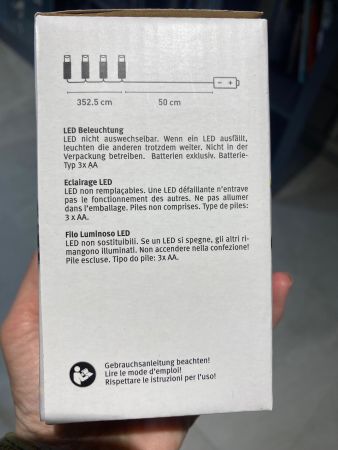 − +
352.5 cm 50 cm
LED Beleuchtung
LED nicht auswechselbar. Wenn ein LED ausfällt,
leuchten die anderen trotzdem weiter. Nicht in der
Verpackung betreiben. Batterien exklusiv. Batterie-
Typ 3x AA
Eclairage LED
LED non remplaçables. Une LED défaillante n'entrave
pas le fonctionnement des autres. Ne pas allumer
dans l'emballage. Piles non comprises. Type de piles:
3 x AA.
Filo Luminoso LED
LED non sostituibili. Se un LED si spegne, gli altri ri-
mangono illuminati. Non accendere nella confezione!
Pile escluse. Tipo do pile: 3x AA.
Gebrauchsanleitung beachten!
Lire le mode d'emploi!
Rispettare le istruzioni per l'uso!